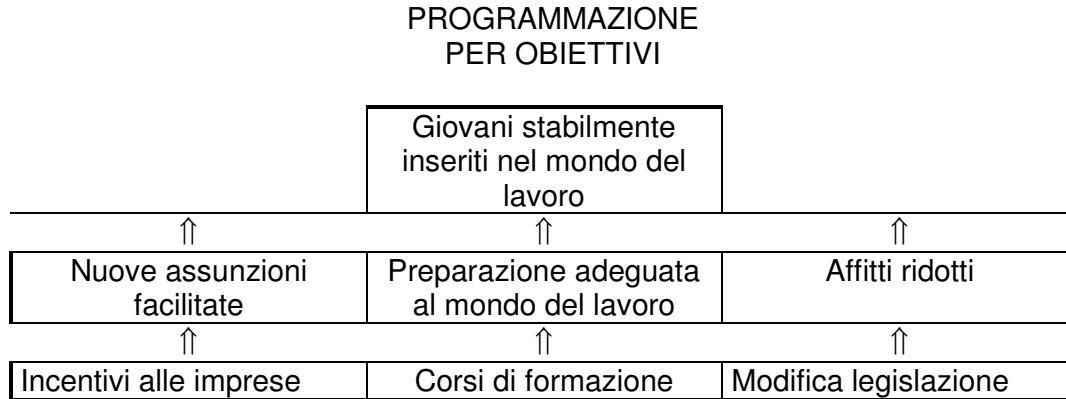 PROGRAMMAZIONE
PER OBIETTIVI
Giovani stabilmente
inseriti nel mondo del
lavoro
⇑ ⇑ ⇑
Nuove assunzioni
facilitate
Preparazione adeguata
al mondo del lavoro
Affitti ridotti
⇑ ⇑ ⇑
Incentivi alle imprese
Corsi di formazione
Modifica legislazione